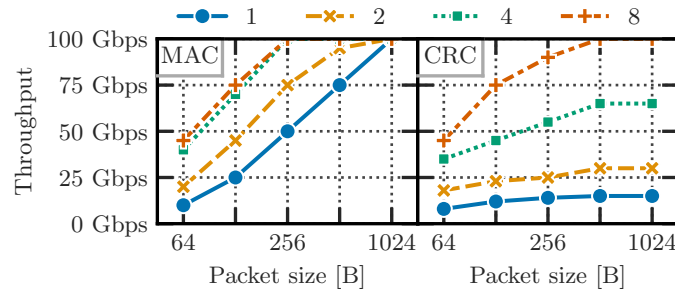 1 2 4 8
Throughput
100 Gbps
75 Gbps
50 Gbps
25 Gbps
0 Gbps
MAC
CRC
64 256 1024
64 256 1024
Packet size [B]
Packet size [B]